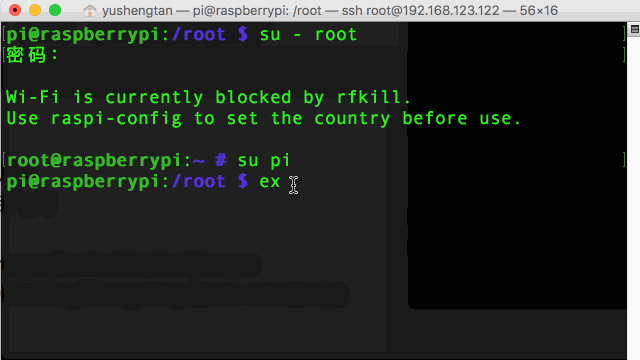 yushengtan — pi@raspberrypi: /root — ssh root@192.168.123.122 — 56×16
pi@raspberrypi:/root $ su - root
密码：
Wi-Fi is currently blocked by rfkill.
Use raspi-config to set the country before use.
root@raspberrypi:~ # su pi
pi@raspberrypi:/root $ ex